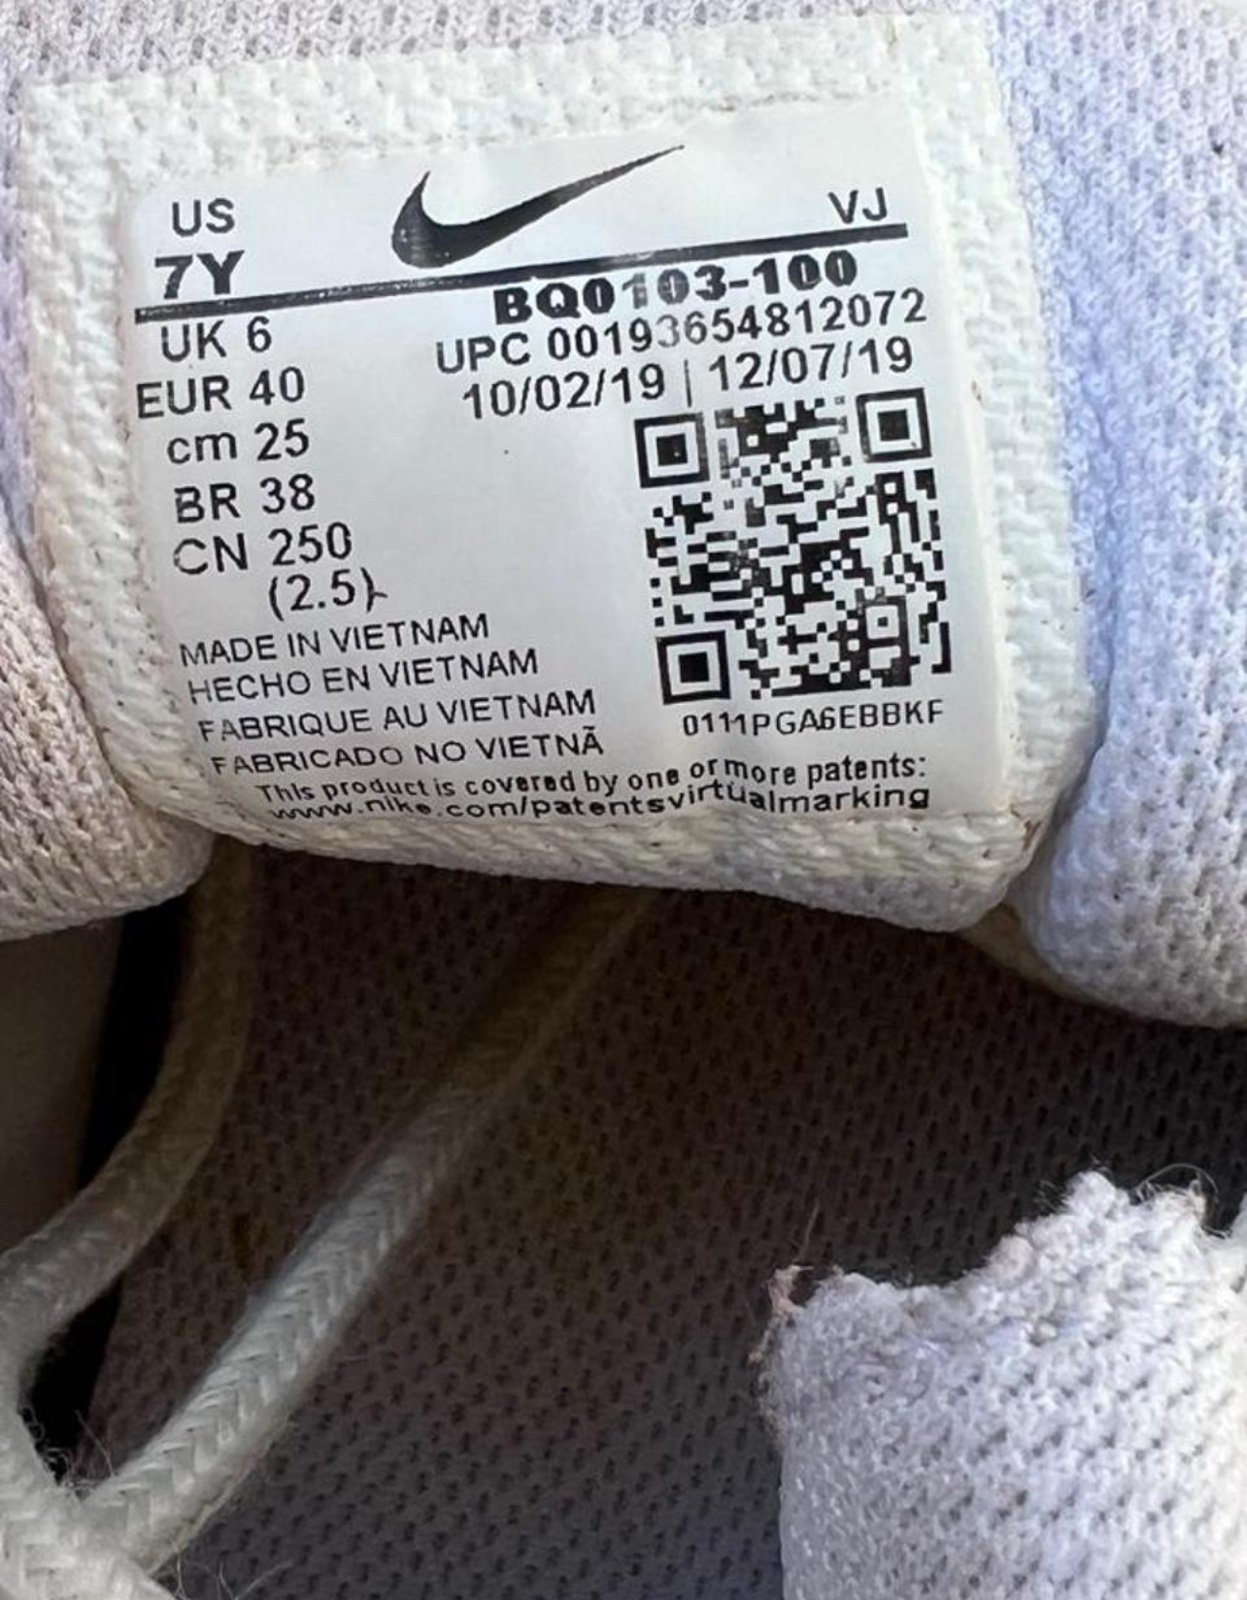 US
7Y
VJ
BQ0103-100
UK 6
UPC 00193654812072
EUR 40
10/02/19 | 12/07/19
cm 25
BR 38
CN 250
(2.5)
MADE IN VIETNAM
HECHO EN VIETNAM
FABRIQUE AU VIETNAM
FABRICADO NO VIETNÃ
0111PGA6EBBKF
This product is covered by one or more patents:
www.nike.com/patentsvirtualmarking